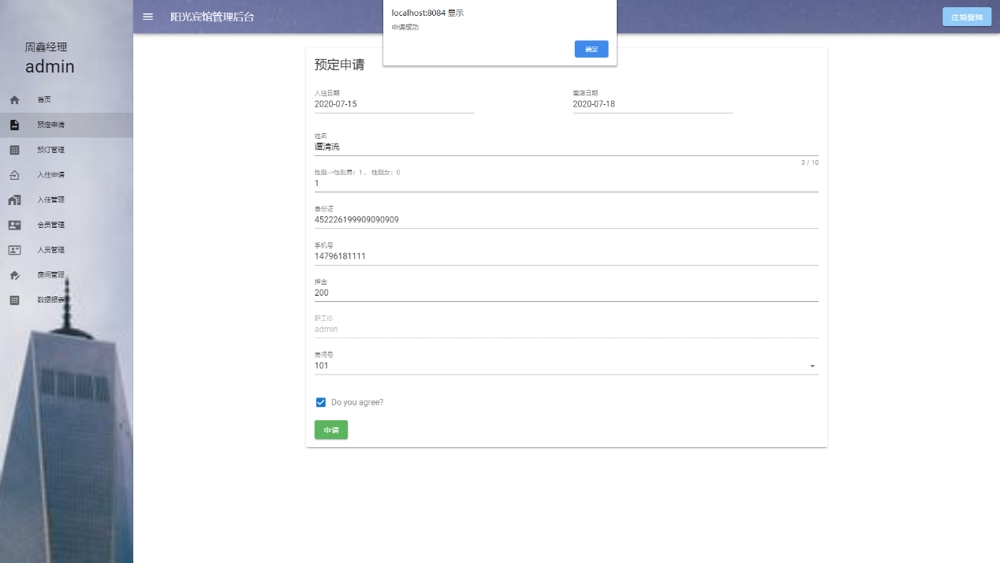 周鑫经理
admin
首页
预定申请
预订管理
入住申请
入住管理
会员管理
人员管理
房间管理
数据报表
阳光宾馆管理后台
注销登陆
localhost:8084 显示
申请成功
确定
预定申请
入住日期
2020-07-15
离店日期
2020-07-18
姓名
谭清流
3 / 10
性别-->性别男：1 ， 性别女：0
1
身份证
452226199909090909
手机号
14796181111
押金
200
职工ID
admin
房间号
101
Do you agree?
申请